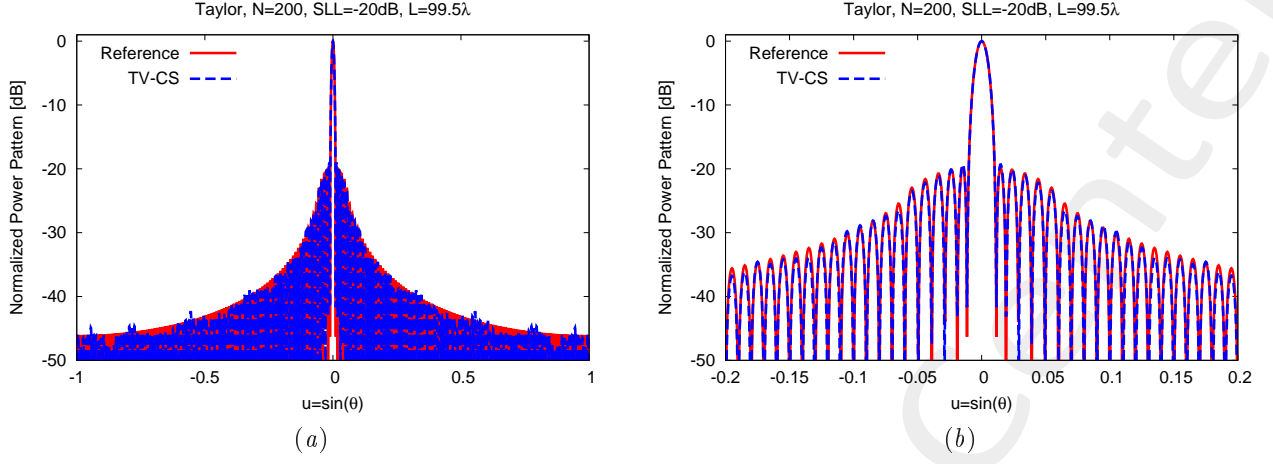 Taylor, N=200, SLL=-20dB, L=99.5λ
Normalized Power Pattern [dB]
0
-10
-20
-30
-40
-50
Reference
TV-CS
-1
-0.5
0
0.5
1
u=sin(θ)
(a)
Taylor, N=200, SLL=-20dB, L=99.5λ
Normalized Power Pattern [dB]
0
-10
-20
-30
-40
-50
Reference
TV-CS
-0.2
-0.15
-0.1
-0.05
0
0.05
0.1
0.15
0.2
u=sin(θ)
(b)
Cente